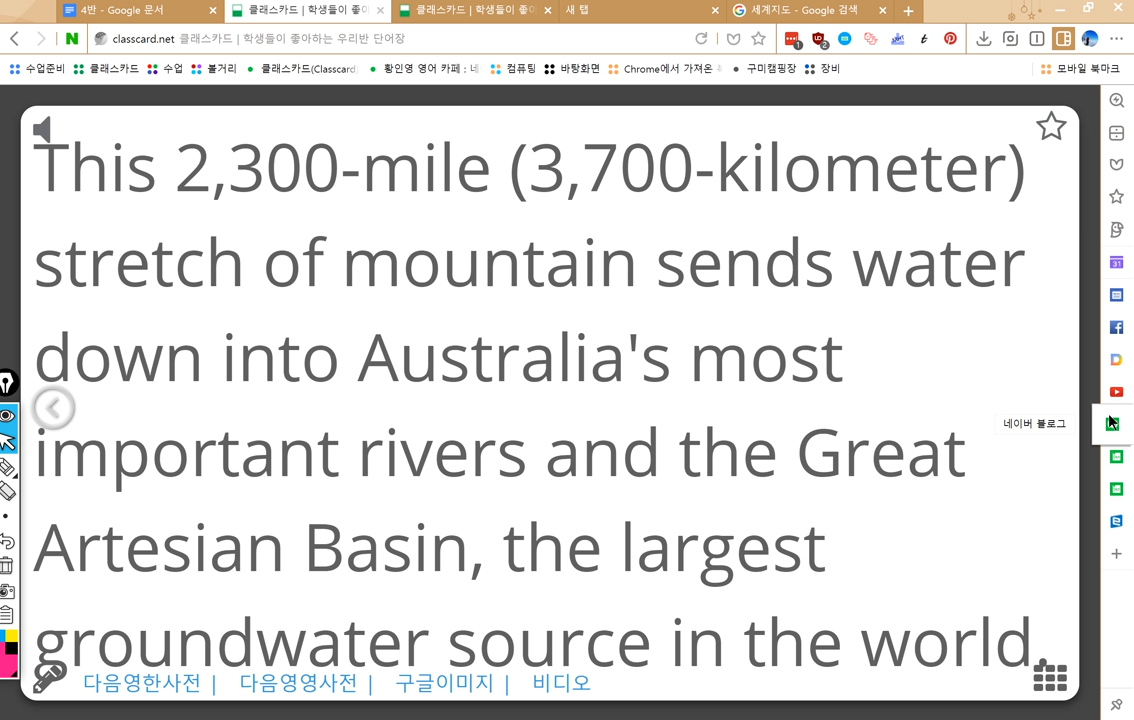 4반 - Google 문서
클래스카드 | 학생들이 좋아
클래스카드 | 학생들이 좋아
새 탭
세계지도 - Google 검색
classcard.net 클래스카드 | 학생들이 좋아하는 우리반 단어장
수업준비 클래스카드 수업 볼거리 클래스카드(Classcard) 황인영 영어 카페 : 네 컴퓨팅 바탕화면 Chrome에서 가져온 구미캠핑장 장비 모바일 북마크
This 2,300-mile (3,700-kilometer)
stretch of mountain sends water
down into Australia's most
네이버 블로그
important rivers and the Great
Artesian Basin, the largest
groundwater source in the world.
다음영한사전 | 다음영영사전 | 구글이미지 | 비디오